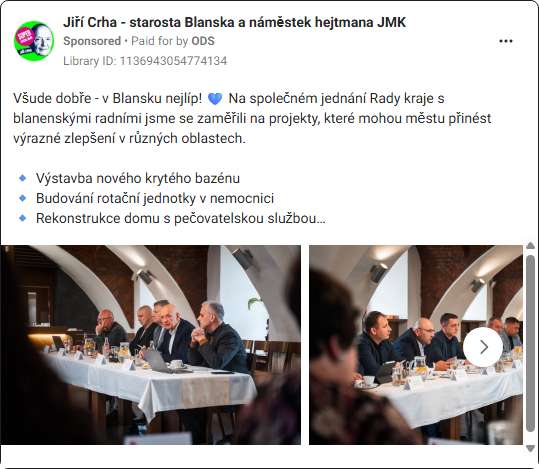 Jiří Crha - starosta Blanska a náměstek hejtmana JMK
Sponsored • Paid for by ODS
Library ID: 1136943054774134
Všude dobře - v Blansku nejlíp! 💙 Na společném jednání Rady kraje s
blanenskými radními jsme se zaměřili na projekty, které mohou městu přinést
výrazné zlepšení v různých oblastech.
🔹 Výstavba nového krytého bazénu
🔹 Budování rotační jednotky v nemocnici
🔹 Rekonstrukce domu s pečovatelskou službou...